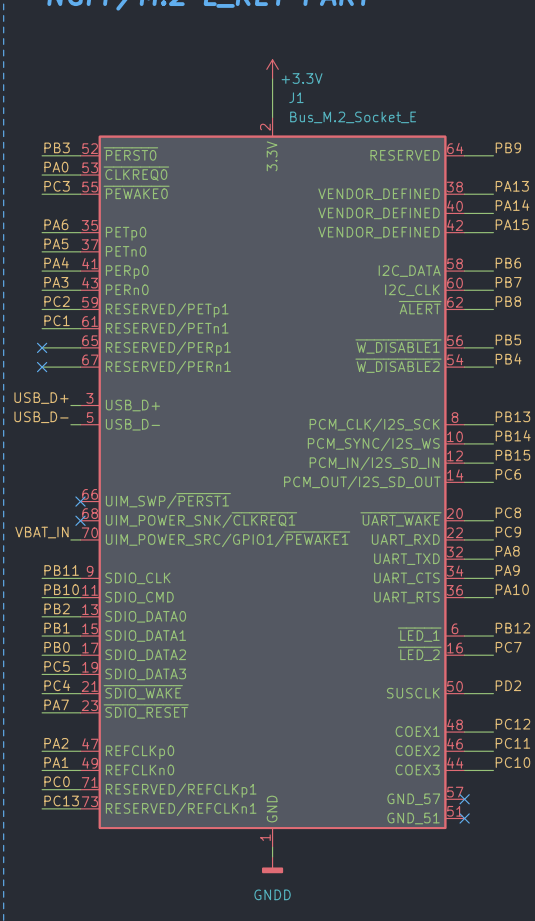 NGFF/M.2 E_KEY PART
+3.3V
J1
Bus_M.2_Socket_E
2
3.3V
PB3 52 PERST0
PA0 53 CLKREQ0
PC3 55 PEWAKE0
PA6 35 PETp0
PA5 37 PETn0
PA4 41 PERp0
PA3 43 PERn0
PC2 59 RESERVED/PETp1
PC1 61 RESERVED/PETn1
65 RESERVED/PERp1
67 RESERVED/PERn1
USB_D+ 3 USB_D+
USB_D- 5 USB_D-
66 UIM_SWP/PERST1
68 UIM_POWER_SNK/CLKREQ1
VBAT_IN 70 UIM_POWER_SRC/GPIO1/PEWAKE1
PB11 9 SDIO_CLK
PB10 11 SDIO_CMD
PB2 13 SDIO_DATA0
PB1 15 SDIO_DATA1
PB0 17 SDIO_DATA2
PC5 19 SDIO_DATA3
PC4 21 SDIO_WAKE
PA7 23 SDIO_RESET
PA2 47 REFCLKp0
PA1 49 REFCLKn0
PC0 71 RESERVED/REFCLKp1
PC13 73 RESERVED/REFCLKn1
RESERVED 64 PB9
VENDOR_DEFINED 38 PA13
VENDOR_DEFINED 40 PA14
VENDOR_DEFINED 42 PA15
I2C_DATA 58 PB6
I2C_CLK 60 PB7
ALERT 62 PB8
W_DISABLE1 56 PB5
W_DISABLE2 54 PB4
PCM_CLK/I2S_SCK 8 PB13
PCM_SYNC/I2S_WS 10 PB14
PCM_IN/I2S_SD_IN 12 PB15
PCM_OUT/I2S_SD_OUT 14 PC6
UART_WAKE 20 PC8
UART_RXD 22 PC9
UART_TXD 32 PA8
UART_CTS 34 PA9
UART_RTS 36 PA10
LED_1 6 PB12
LED_2 16 PC7
SUSCLK 50 PD2
COEX1 48 PC12
COEX2 46 PC11
COEX3 44 PC10
GND_57 57
GND_51 51
GND
1
GNDD